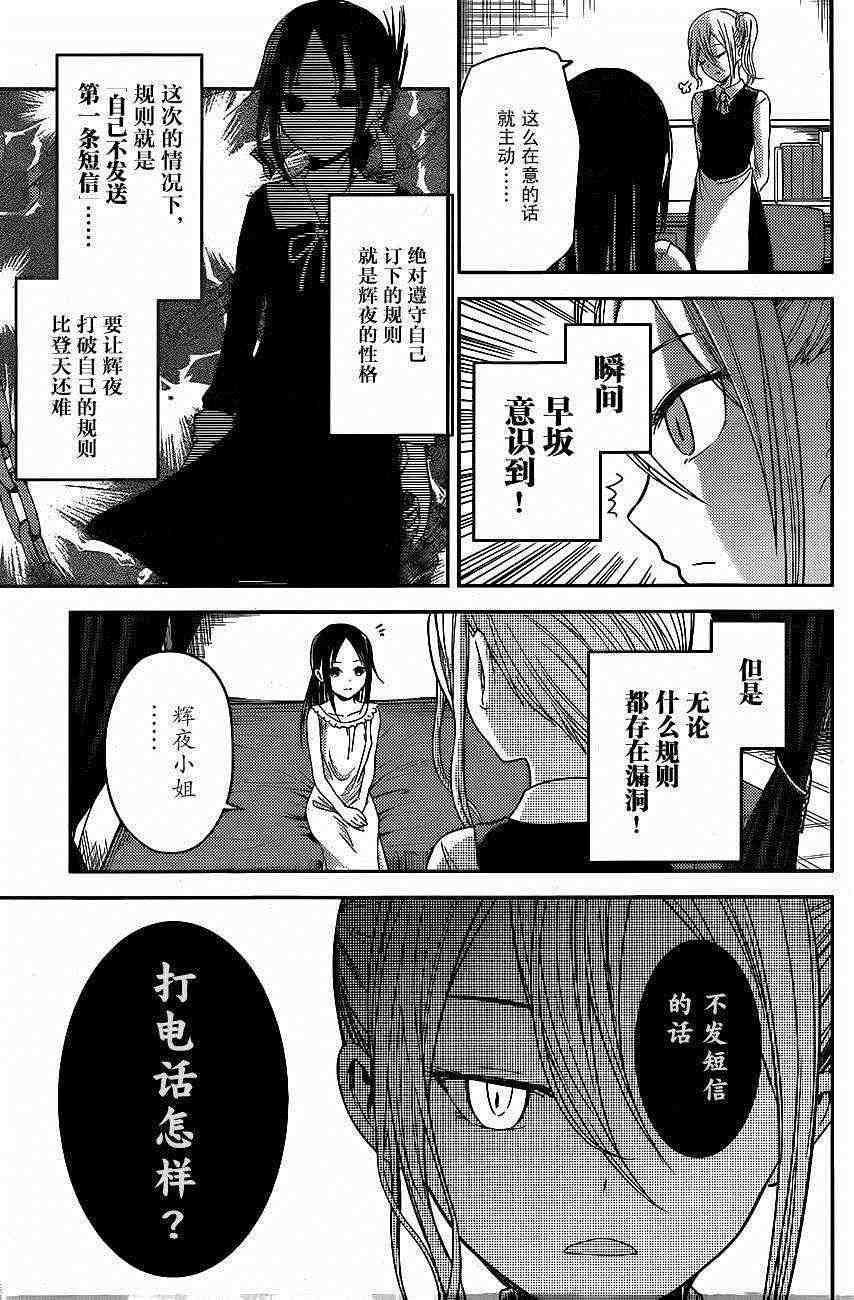 这么在意的话
就主动……
瞬间
早坂
意识到！
绝对遵守自己
订下的规则
就是辉夜的性格
这次的情况下，
规则就是
「自己不发送
第一条短信」……
要让辉夜
打破自己的规则
比登天还难
但是
无论
什么规则
都存在漏洞！
辉夜小姐
……
不发短信
的话
打电话怎样？